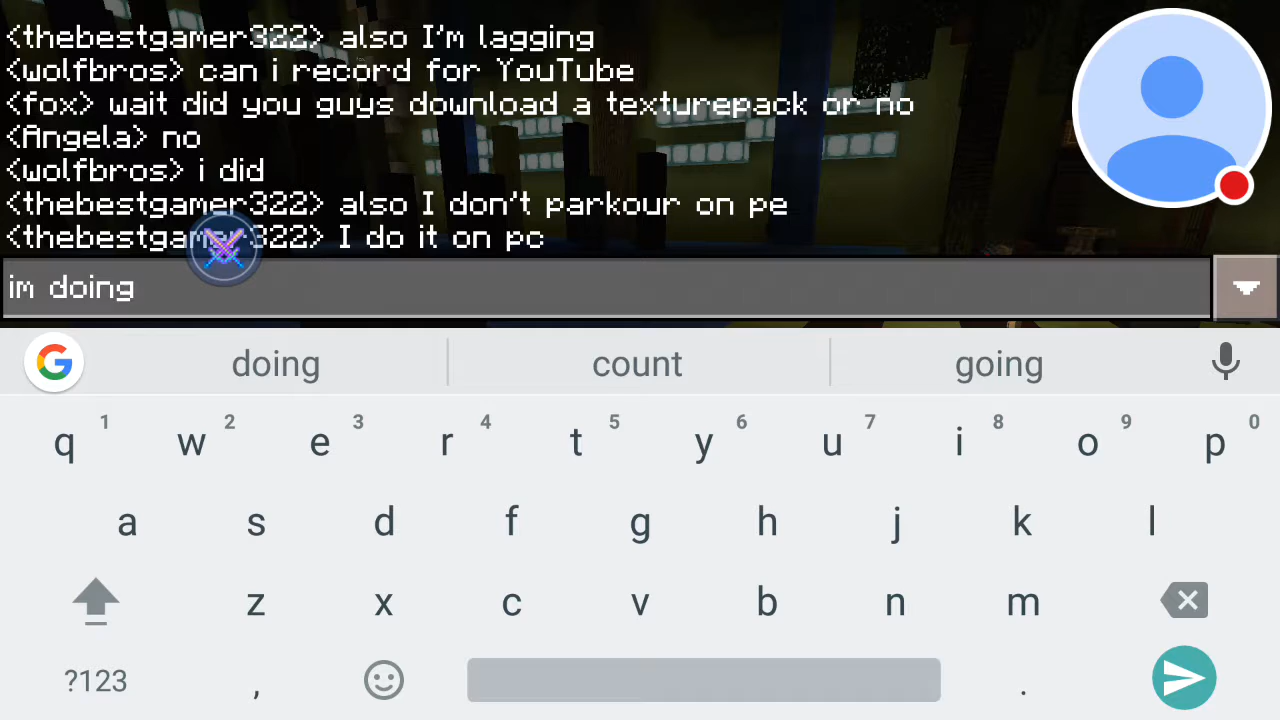 <thebestgamer322> also I'm lagging
<wolfbros> can i record for YouTube
<fox> wait did you guys download a texturepack or no
<Angela> no
<wolfbros> i did
<thebestgamer322> also I don't parkour on pe
<thebestgamer322> I do it on pc
im doing
G doing count going
q 1 w 2 e 3 r 4 t 5 y 6 u 7 i 8 o 9 p 0
a s d f g h j k l
z x c v b n m
?123 , .